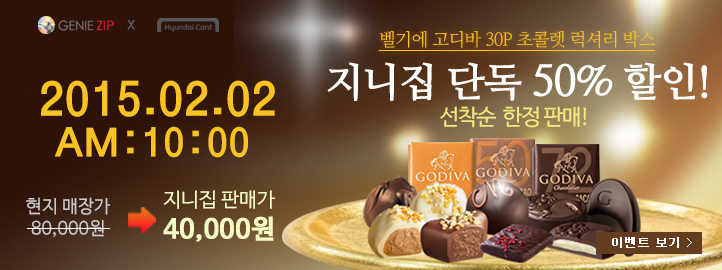 GENIE ZIP X Hyundai Card
벨기에 고디바 30P 초콜렛 럭셔리 박스
지니집 단독 50% 할인!
선착순 한정 판매!
2015.02.02
AM:10:00
현지 매장가
80,000원
지니집 판매가
40,000원
GODIVA
50
GODIVA
72
GODIVA
Chocolatier
이벤트 보기 >